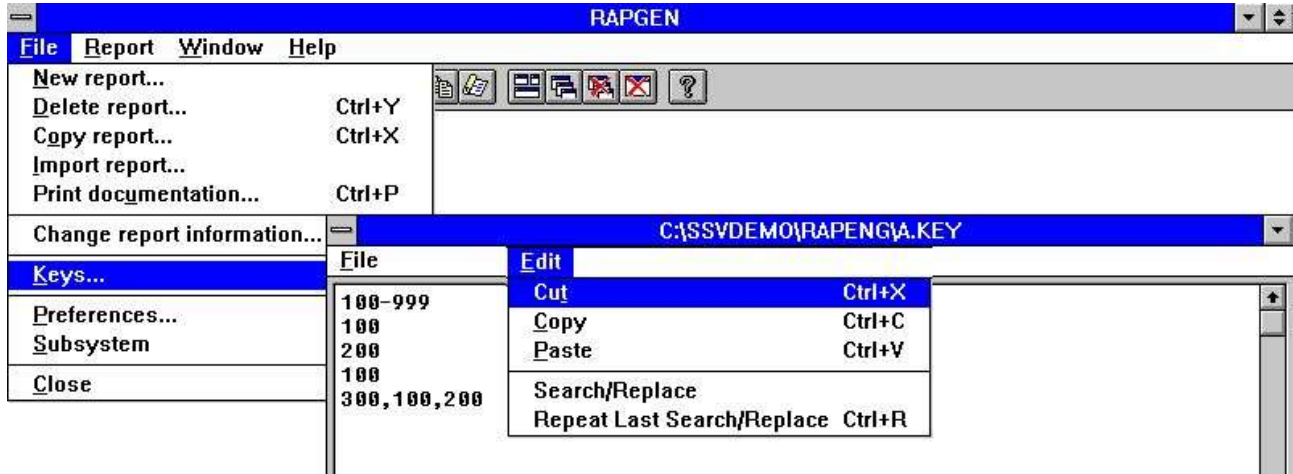 RAPGEN
File Report Window Help
New report...
Delete report... Ctrl+Y
Copy report... Ctrl+X
Import report...
Print documentation... Ctrl+P
Change report information...
Keys...
Preferences...
Subsystem
Close
C:\SSVDEMO\RAPENG\A.KEY
File Edit
Cut Ctrl+X
Copy Ctrl+C
Paste Ctrl+V
Search/Replace
Repeat Last Search/Replace Ctrl+R
100-999
100
200
100
300,100,200
?